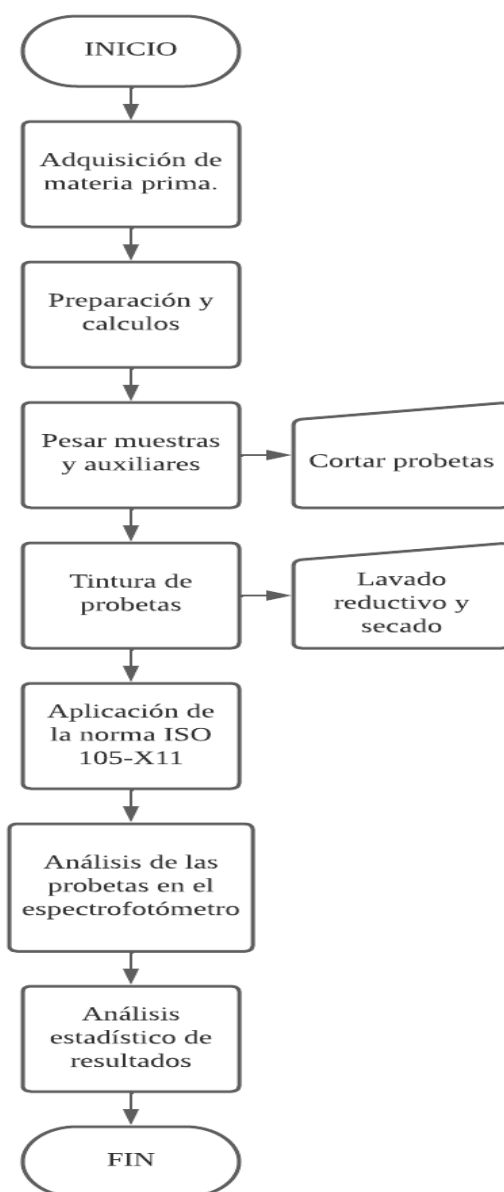 INICIO
Adquisición de
materia prima.
Preparación y
calculos
Pesar muestras
y auxiliares
Cortar probetas
Tintura de
probetas
Lavado
reductivo y
secado
Aplicación de
la norma ISO
105-X11
Análisis de las
probetas en el
espectrofotómetro
Análisis
estadístico de
resultados
FIN